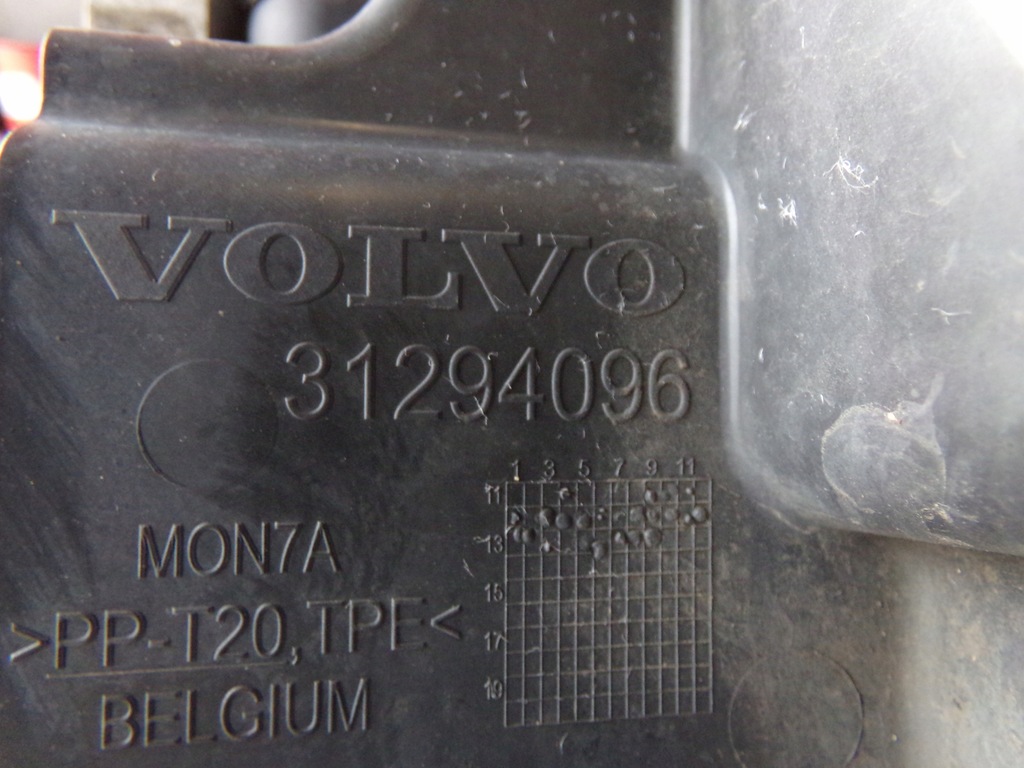 VOLVO
31294096
1 3 5 7 9 11
11
13
15
17
19
MON7A
>PP-T20,TPE<
BELGIUM